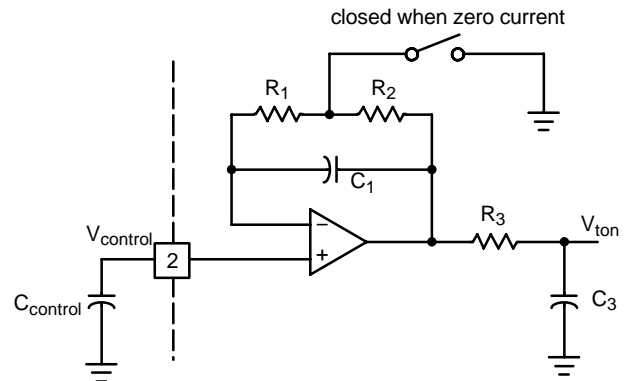 closed when zero current
R1
R2
C1
−
+
Vcontrol
2
Ccontrol
R3
Vton
C3